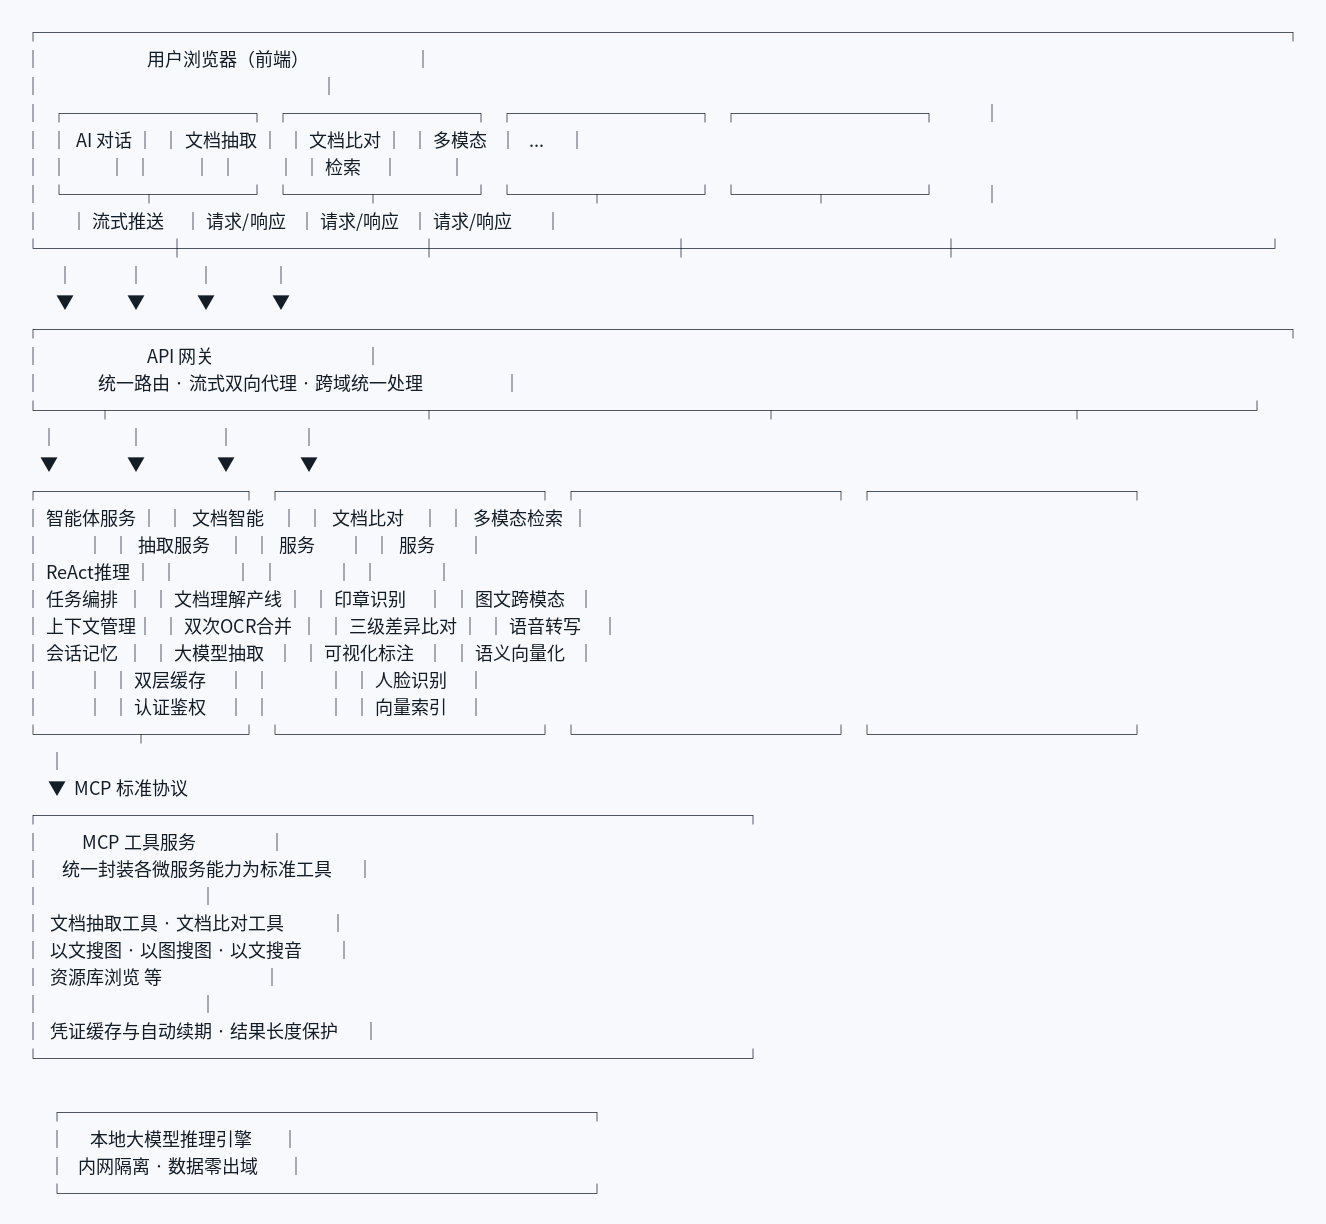 用户浏览器（前端）
AI 对话 文档抽取 文档比对 多模态 ...
检索
流式推送 请求/响应 请求/响应 请求/响应
API 网关
统一路由 · 流式双向代理 · 跨域统一处理
智能体服务 文档智能 文档比对 多模态检索
抽取服务 服务 服务
ReAct推理
任务编排 文档理解产线 印章识别 图文跨模态
上下文管理 双次OCR合并 三级差异比对 语音转写
会话记忆 大模型抽取 可视化标注 语义向量化
双层缓存 人脸识别
认证鉴权 向量索引
MCP 标准协议
MCP 工具服务
统一封装各微服务能力为标准工具
文档抽取工具 · 文档比对工具
以文搜图 · 以图搜图 · 以文搜音
资源库浏览 等
凭证缓存与自动续期 · 结果长度保护
本地大模型推理引擎
内网隔离 · 数据零出域